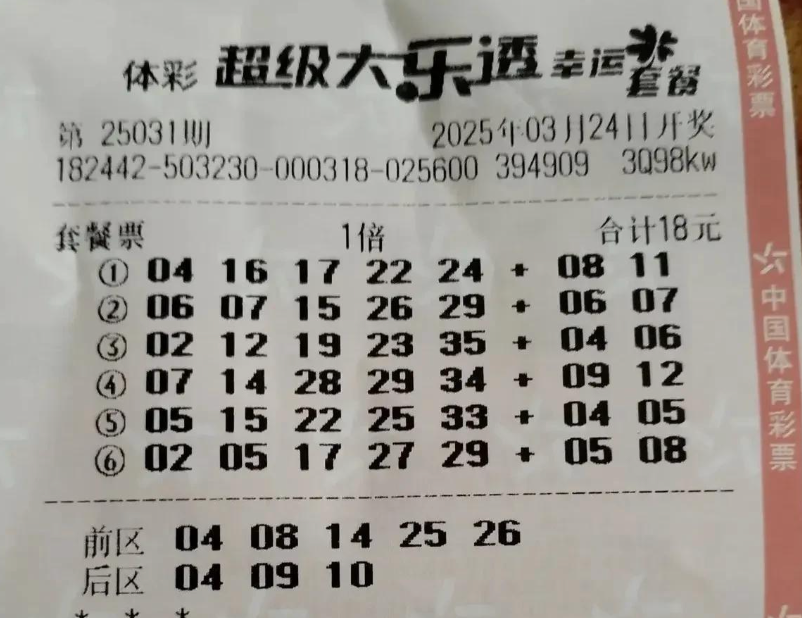 体彩 超级大乐透 幸运套餐
第 25031期 2025年03月24日开奖
182442-503230-000318-025600 394909 3Q98kw
套餐票 1倍 合计18元
① 04 16 17 22 24 + 08 11
② 06 07 15 26 29 + 06 07
③ 02 12 19 23 35 + 04 06
④ 07 14 28 29 34 + 09 12
⑤ 05 15 22 25 33 + 04 05
⑥ 02 05 17 27 29 + 05 08
前区 04 08 14 25 26
后区 04 09 10
* * *
国体育彩票
中国体育彩票